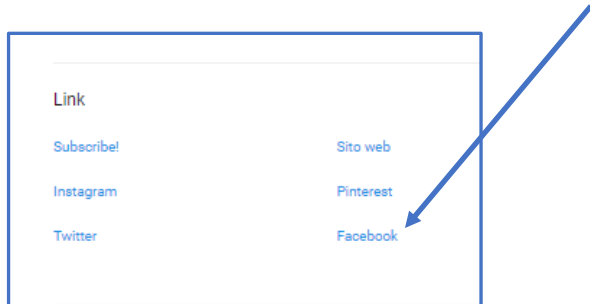 Link
Subscribe! Sito web
Instagram Pinterest
Twitter Facebook